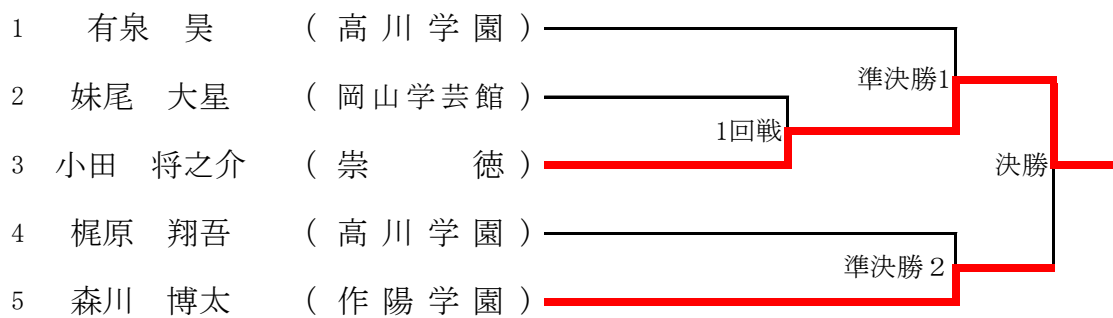 1 有泉 昊 ( 高 川 学 園 )
準決勝1
2 妹尾 大星 ( 岡山学芸館 )
1回戦
3 小田 将之介 ( 崇 徳 )
決勝
4 梶原 翔吾 ( 高 川 学 園 )
準決勝２
5 森川 博太 ( 作 陽 学 園 )